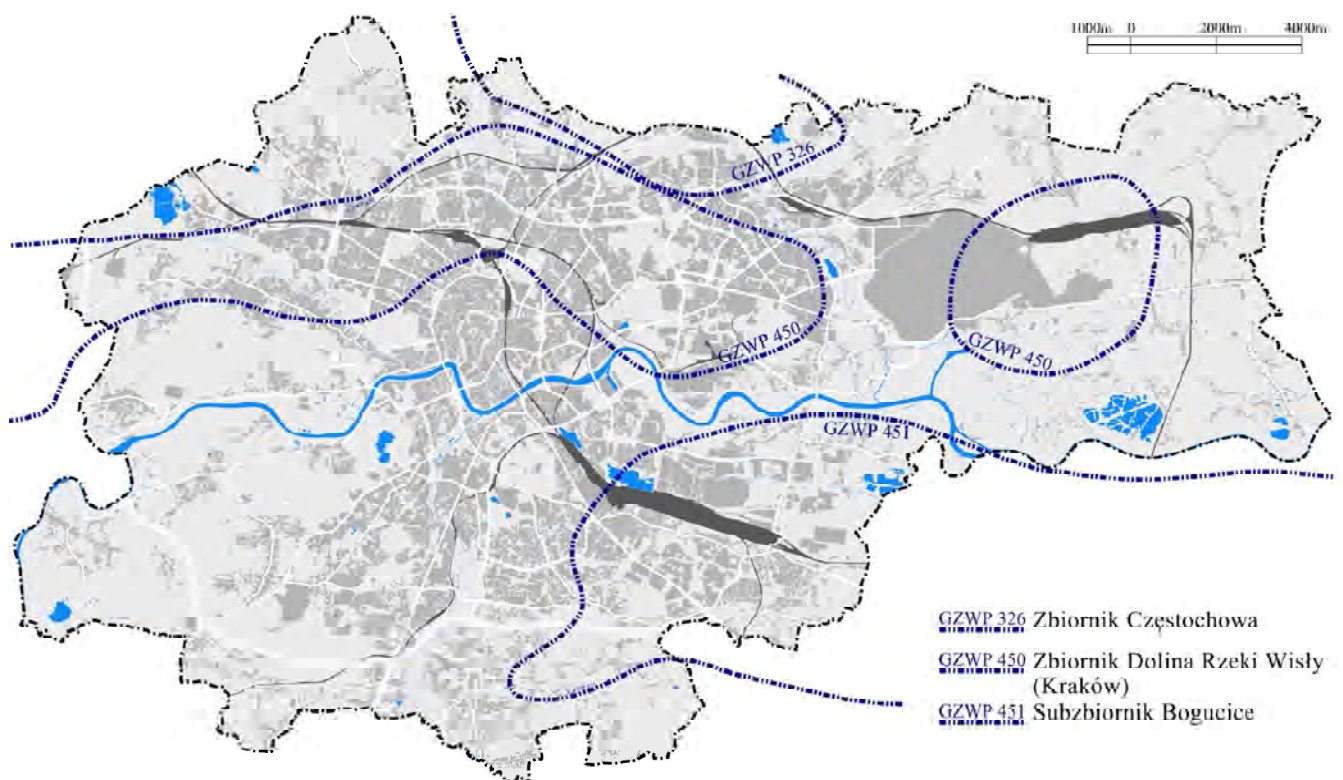 1000m 0 2000m 4000m
GZWP 326
GZWP 450
GZWP 450
GZWP 451
GZWP 326 Zbiornik Częstochowa
GZWP 450 Zbiornik Dolina Rzeki Wisły
(Kraków)
GZWP 451 Subzbiornik Bogucice